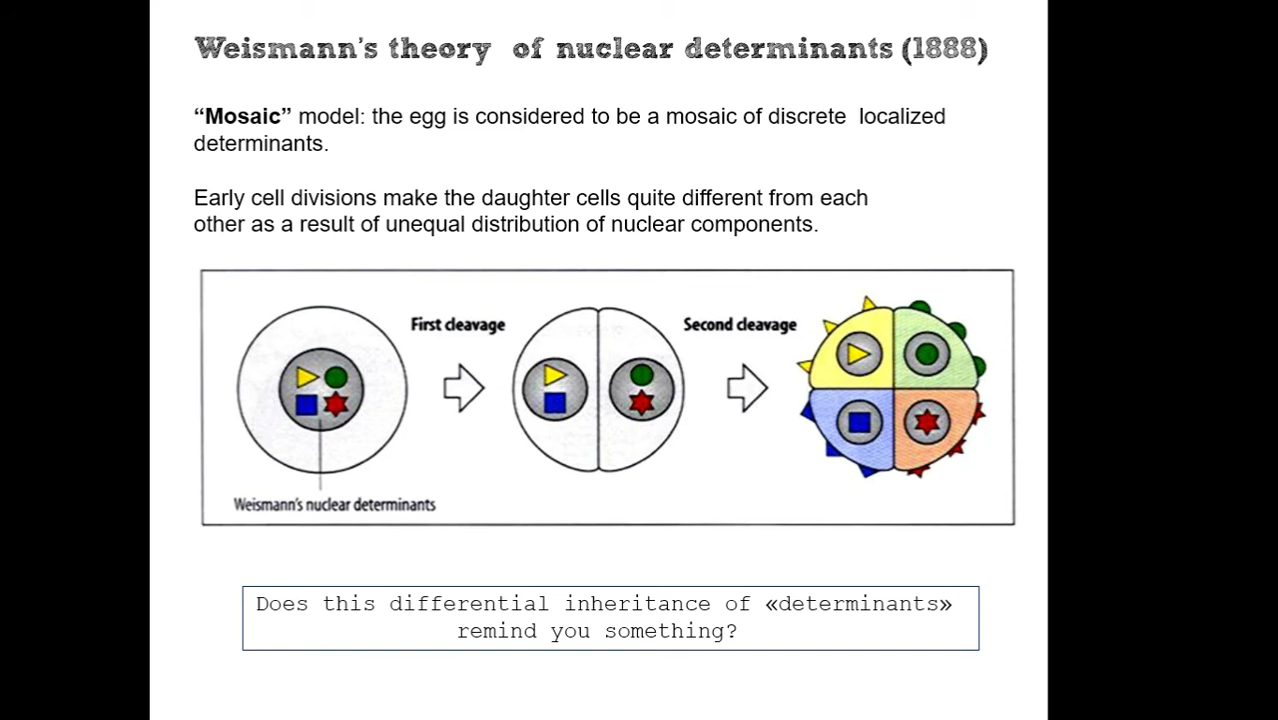 Weismann's theory of nuclear determinants (1888)
“Mosaic” model: the egg is considered to be a mosaic of discrete localized
determinants.
Early cell divisions make the daughter cells quite different from each
other as a result of unequal distribution of nuclear components.
First cleavage
Second cleavage
Weismann's nuclear determinants
Does this differential inheritance of «determinants»
remind you something?